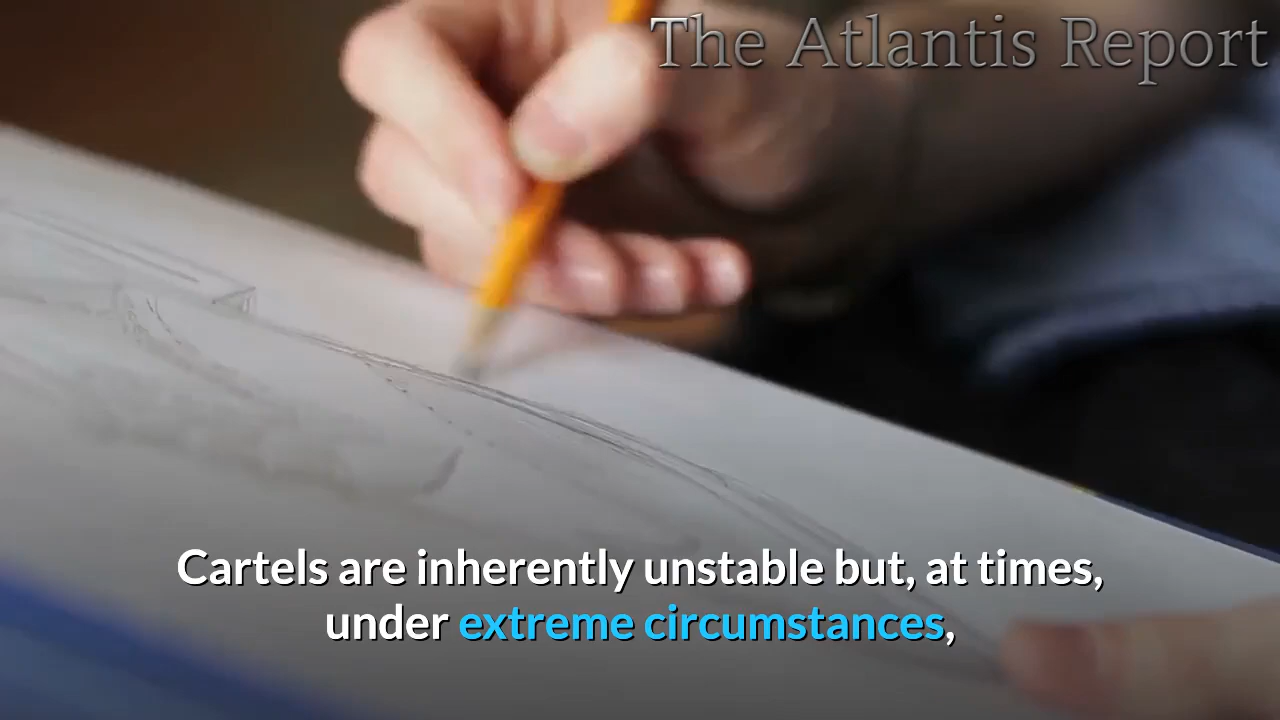 The Atlantis Report
Cartels are inherently unstable but, at times,
under extreme circumstances,